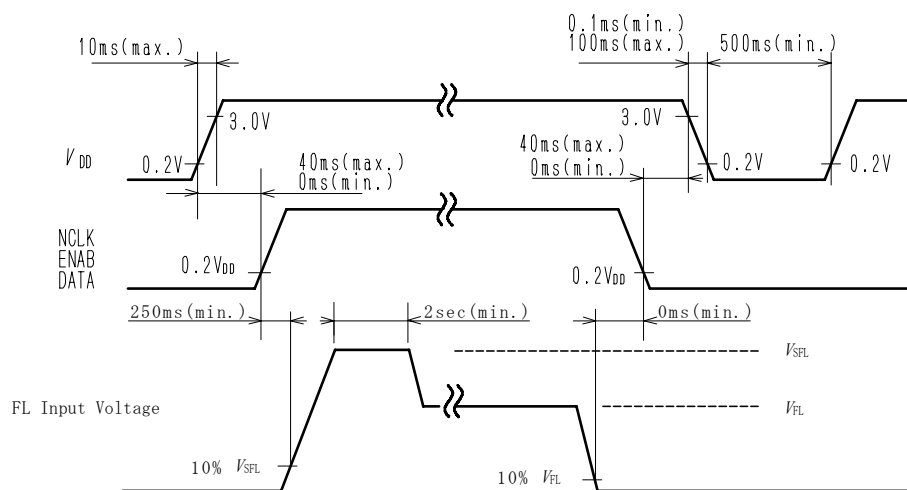 0.1ms(min.)
10ms(max.)
100ms(max.)
500ms(min.)
3.0V
3.0V
VDD
0.2V
40ms(max.)
0ms(min.)
40ms(max.)
0ms(min.)
0.2V
0.2V
NCLK
ENAB
DATA
0.2VDD
0.2VDD
250ms(min.)
2sec(min.)
0ms(min.)
VSFL
FL Input Voltage
VFL
10% VSFL
10% VFL